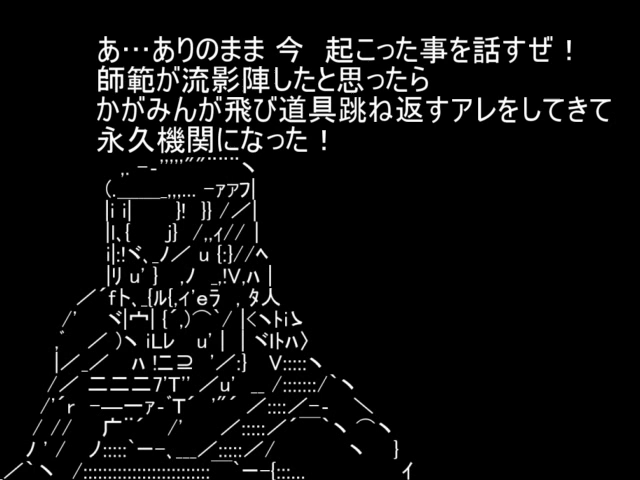 あ…ありのまま 今　起こった事を話すぜ！
師範が流影陣したと思ったら
かがみんが飛び道具跳ね返すアレをしてきて
永久機関になった！